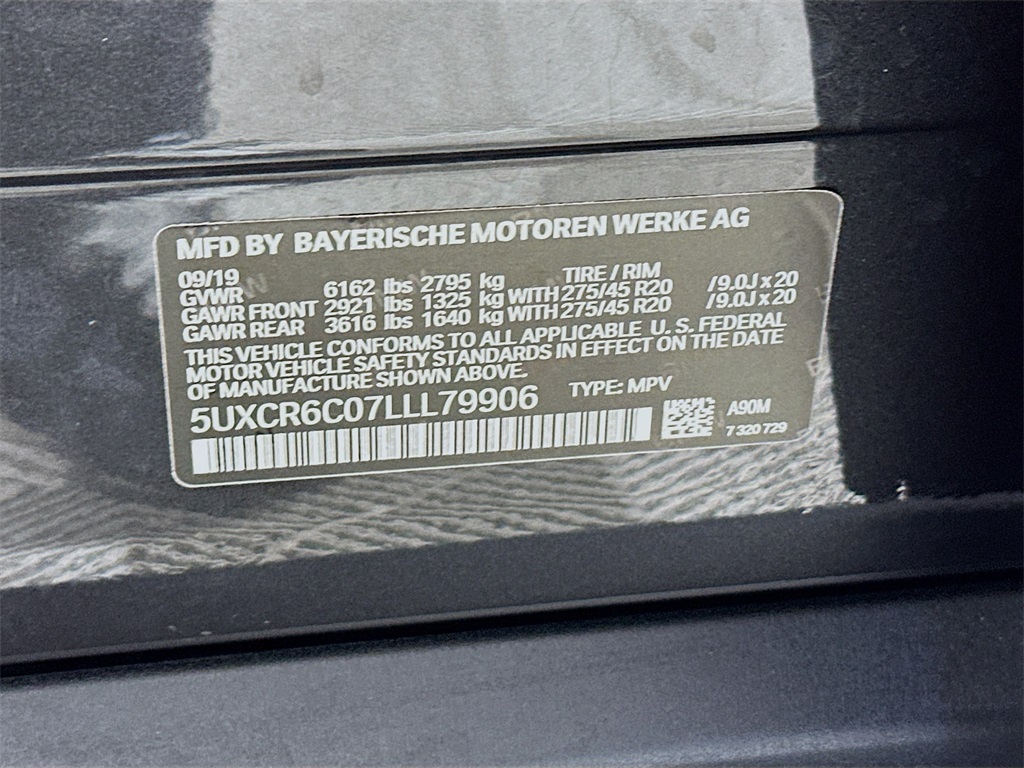 MFD BY BAYERISCHE MOTOREN WERKE AG
09/19 TIRE / RIM
GVWR 6162 lbs 2795 kg
GAWR FRONT 2921 lbs 1325 kg WITH 275/45 R20 /9.0J x 20
GAWR REAR 3616 lbs 1640 kg WITH 275/45 R20 /9.0J x 20
THIS VEHICLE CONFORMS TO ALL APPLICABLE U. S. FEDERAL
MOTOR VEHICLE SAFETY STANDARDS IN EFFECT ON THE DATE
OF MANUFACTURE SHOWN ABOVE.
5UXCR6C07LLL79906 TYPE: MPV
A90M
7 320 729